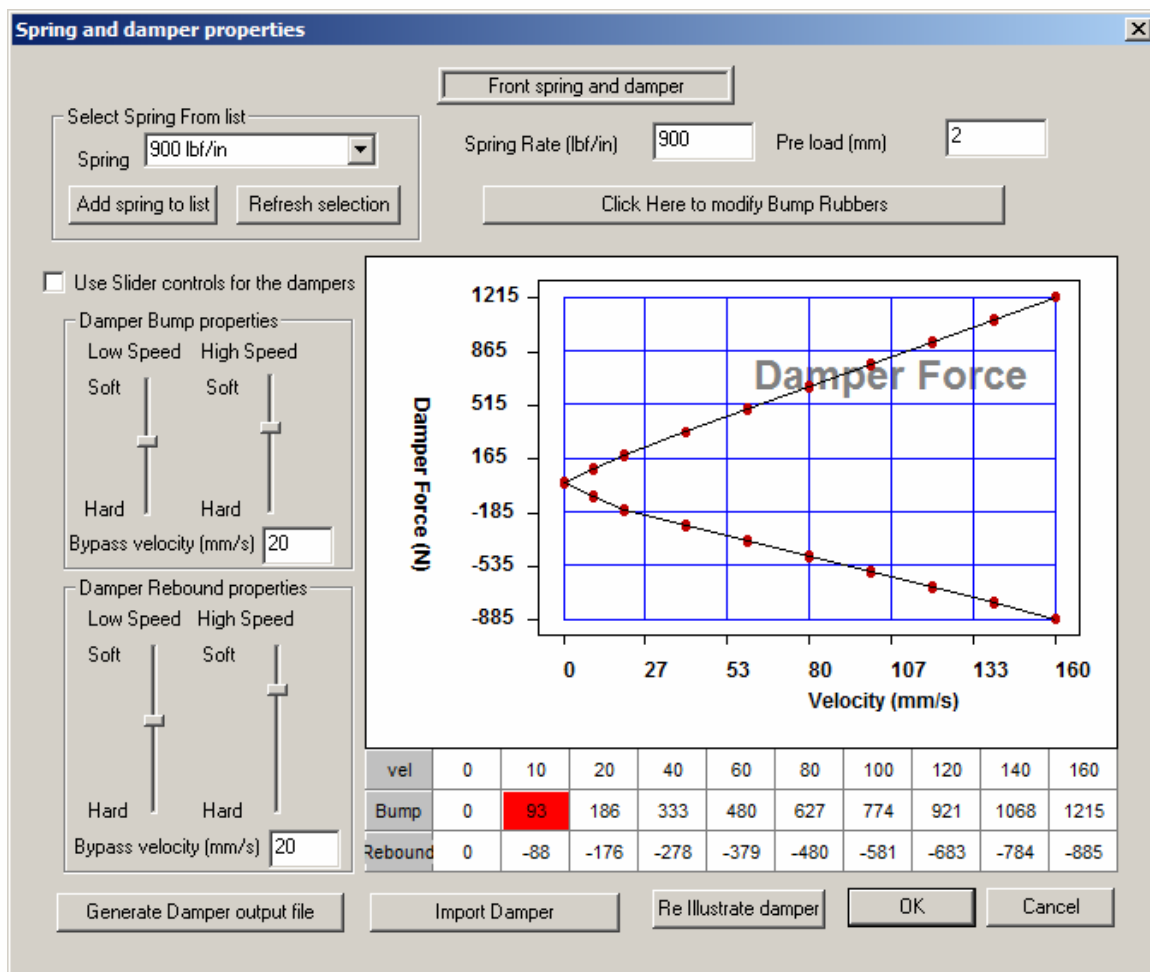 Spring and damper properties
Front spring and damper
Select Spring From list
Spring 900 lbf/in
Spring Rate (lbf/in) 900 Pre load (mm) 2
Add spring to list Refresh selection
Click Here to modify Bump Rubbers
Use Slider controls for the dampers
Damper Bump properties
Low Speed High Speed
Soft Soft
Hard Hard
Bypass velocity (mm/s) 20
Damper Rebound properties
Low Speed High Speed
Soft Soft
Hard Hard
Bypass velocity (mm/s) 20
Damper Force
Damper Force (N)
1215
865
515
165
-185
-535
-885
0 27 53 80 107 133 160
Velocity (mm/s)
vel 0 10 20 40 60 80 100 120 140 160
Bump 0 93 186 333 480 627 774 921 1068 1215
Rebound 0 -88 -176 -278 -379 -480 -581 -683 -784 -885
Generate Damper output file Import Damper Re Illustrate damper OK Cancel